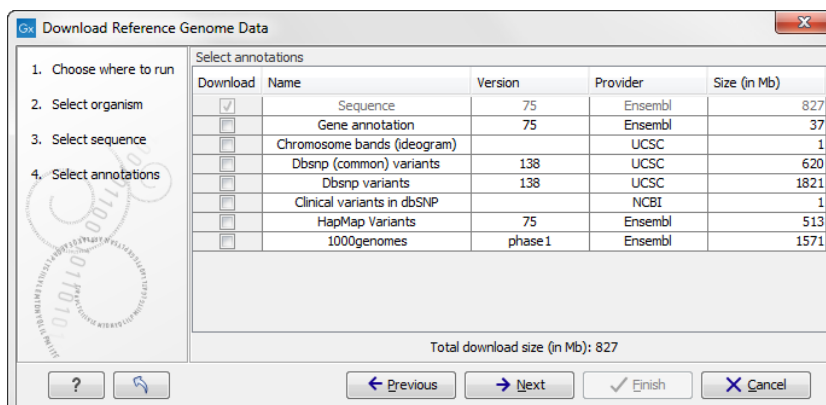 Gx Download Reference Genome Data
1. Choose where to run
2. Select organism
3. Select sequence
4. Select annotations
Select annotations
Download Name Version Provider Size (in Mb)
Sequence 75 Ensembl 827
Gene annotation 75 Ensembl 37
Chromosome bands (ideogram) UCSC 1
Dbsnp (common) variants 138 UCSC 620
Dbsnp variants 138 UCSC 1821
Clinical variants in dbSNP NCBI 1
HapMap Variants 75 Ensembl 513
1000genomes phase1 Ensembl 1571
Total download size (in Mb): 827
? Previous Next Finish Cancel